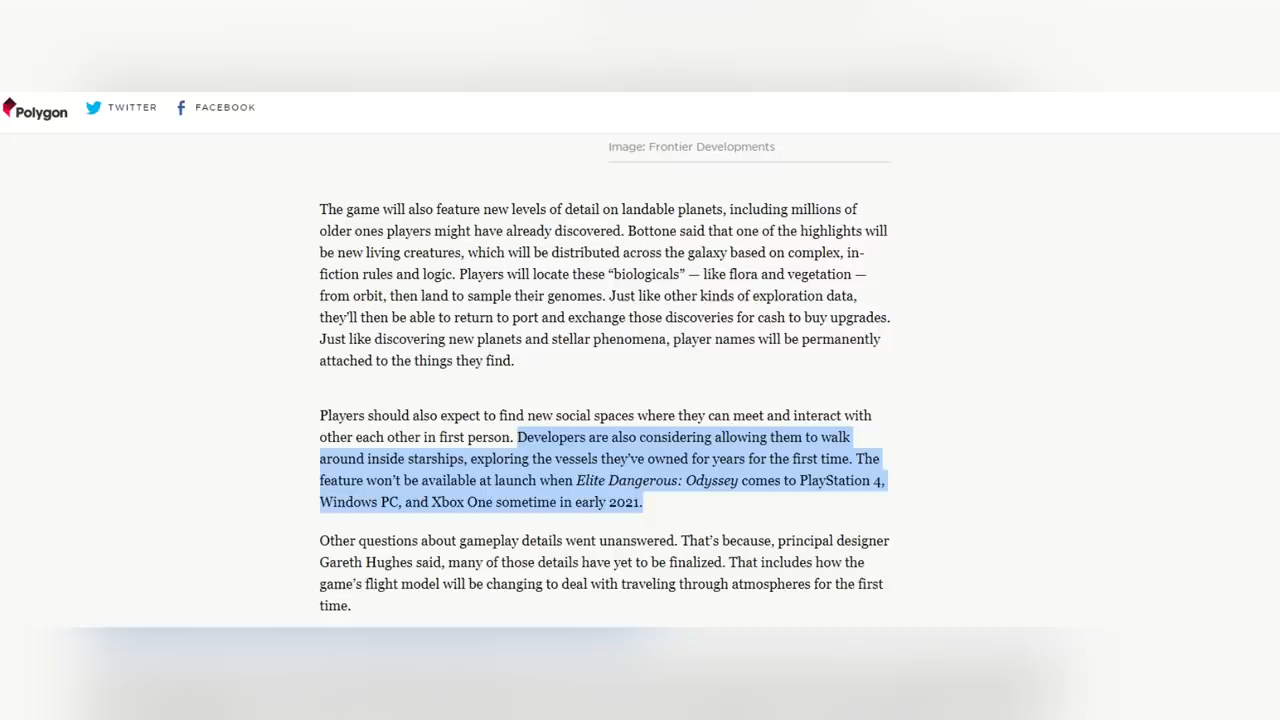 Polygon TWITTER FACEBOOK
Image: Frontier Developments
The game will also feature new levels of detail on landable planets, including millions of
older ones players might have already discovered. Bottone said that one of the highlights will
be new living creatures, which will be distributed across the galaxy based on complex, in-
fiction rules and logic. Players will locate these “biologicals” — like flora and vegetation —
from orbit, then land to sample their genomes. Just like other kinds of exploration data,
they’ll then be able to return to port and exchange those discoveries for cash to buy upgrades.
Just like discovering new planets and stellar phenomena, player names will be permanently
attached to the things they find.
Players should also expect to find new social spaces where they can meet and interact with
other each other in first person. Developers are also considering allowing them to walk
around inside starships, exploring the vessels they’ve owned for years for the first time. The
feature won’t be available at launch when Elite Dangerous: Odyssey comes to PlayStation 4,
Windows PC, and Xbox One sometime in early 2021.
Other questions about gameplay details went unanswered. That’s because, principal designer
Gareth Hughes said, many of those details have yet to be finalized. That includes how the
game’s flight model will be changing to deal with traveling through atmospheres for the first
time.